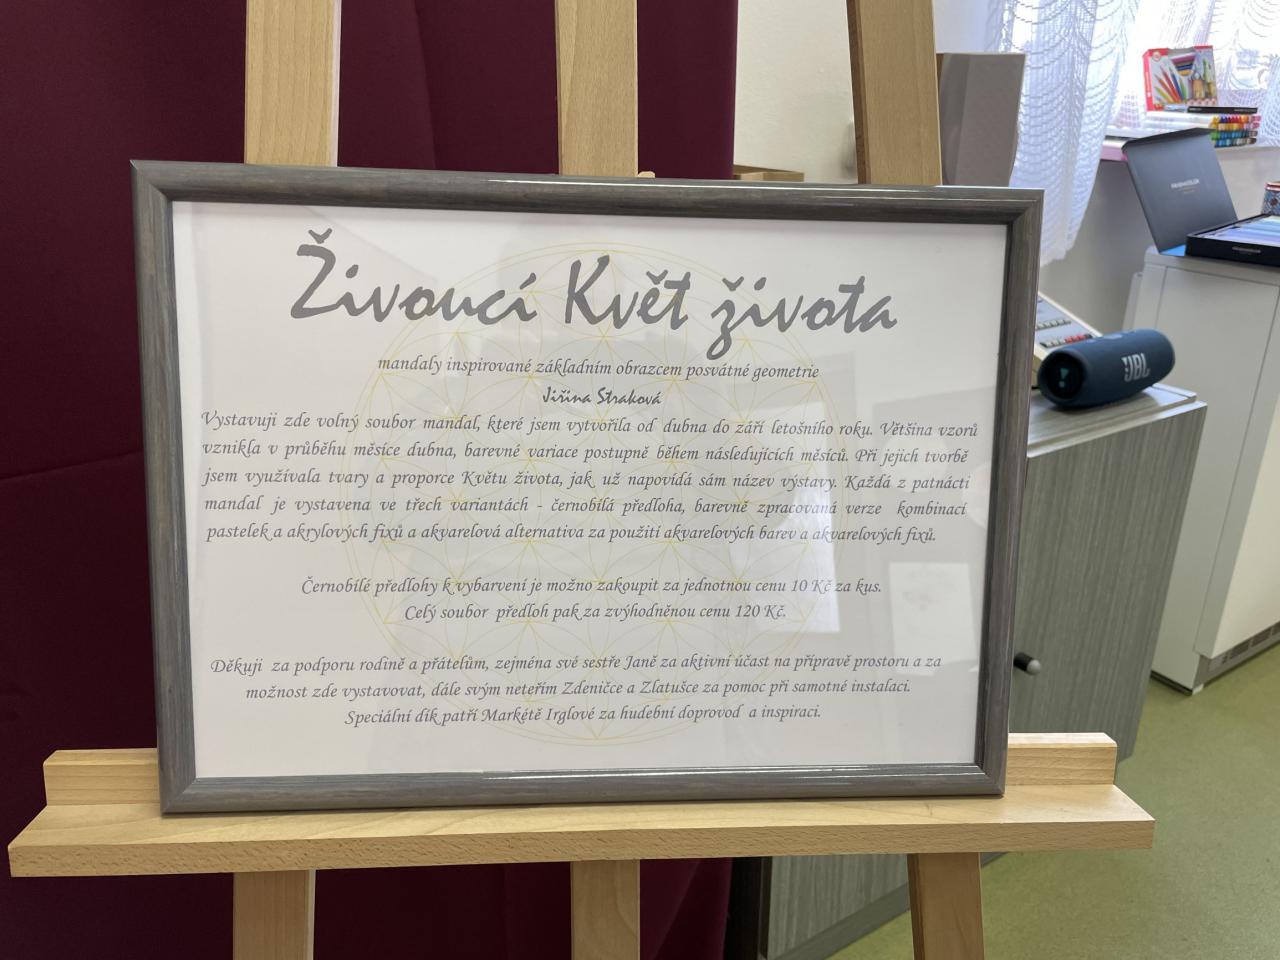 Živoucí Květ života
mandaly inspirované základním obrazcem posvátné geometrie
Jiřina Straková
Vystavuji zde volný soubor mandal, které jsem vytvořila od dubna do září letošního roku. Většina vzorů
vznikla v průběhu měsíce dubna, barevné variace postupně během následujících měsíců. Při jejich tvorbě
jsem využívala tvary a proporce Květu života, jak už napovídá sám název výstavy. Každá z patnácti
mandal je vystavena ve třech variantách - černobílá předloha, barevně zpracovaná verze kombinací
pastelek a akrylových fixů a akvarelová alternativa za použití akvarelových barev a akvarelových fixů.
Černobílé předlohy k vybarvení je možno zakoupit za jednotnou cenu 10 Kč za kus.
Celý soubor předloh pak za zvýhodněnou cenu 120 Kč.
Děkuji za podporu rodině a přátelům, zejména své sestře Janě za aktivní účast na přípravě prostoru a za
možnost zde vystavovat, dále svým neteřím Zdeničce a Zlatušce za pomoc při samotné instalaci.
Speciální dík patří Markétě Irglové za hudební doprovod a inspiraci.
JBL